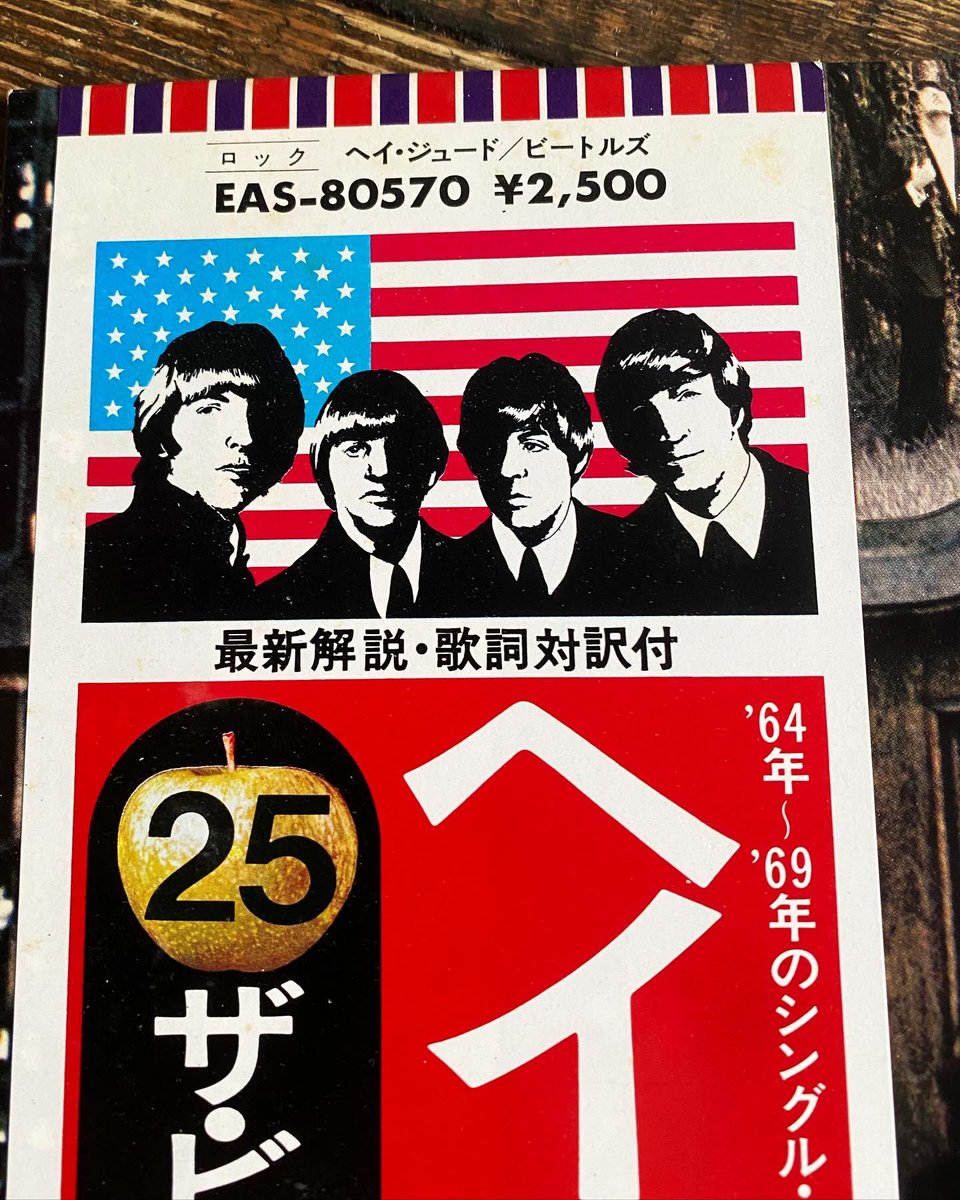 ロック ヘイ・ジュード／ビートルズ
EAS-80570 ¥2,500
最新解説・歌詞対訳付
'64年〜'69年のシングル・
ヘイ
25
ザ・ビ